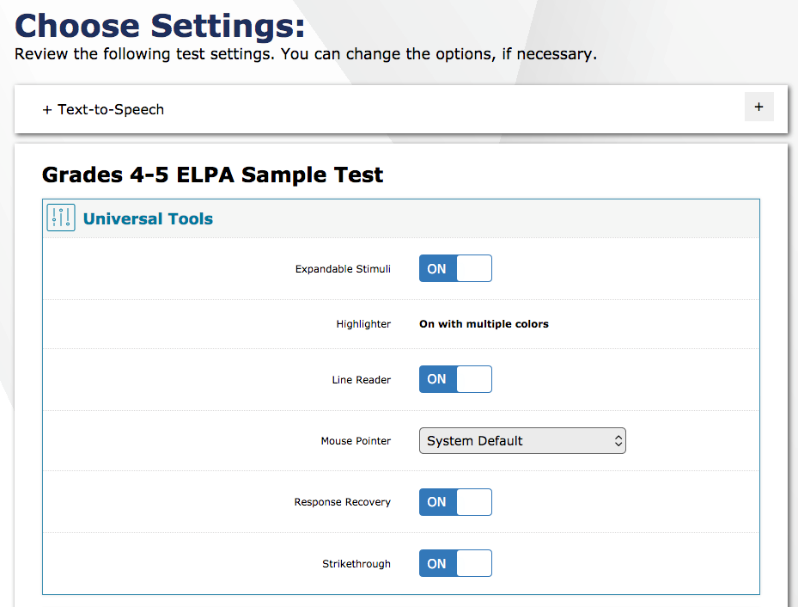 Choose Settings:
Review the following test settings. You can change the options, if necessary.
+ Text-to-Speech +
Grades 4-5 ELPA Sample Test
Universal Tools
Expandable Stimuli ON
Highlighter On with multiple colors
Line Reader ON
Mouse Pointer System Default
Response Recovery ON
Strikethrough ON